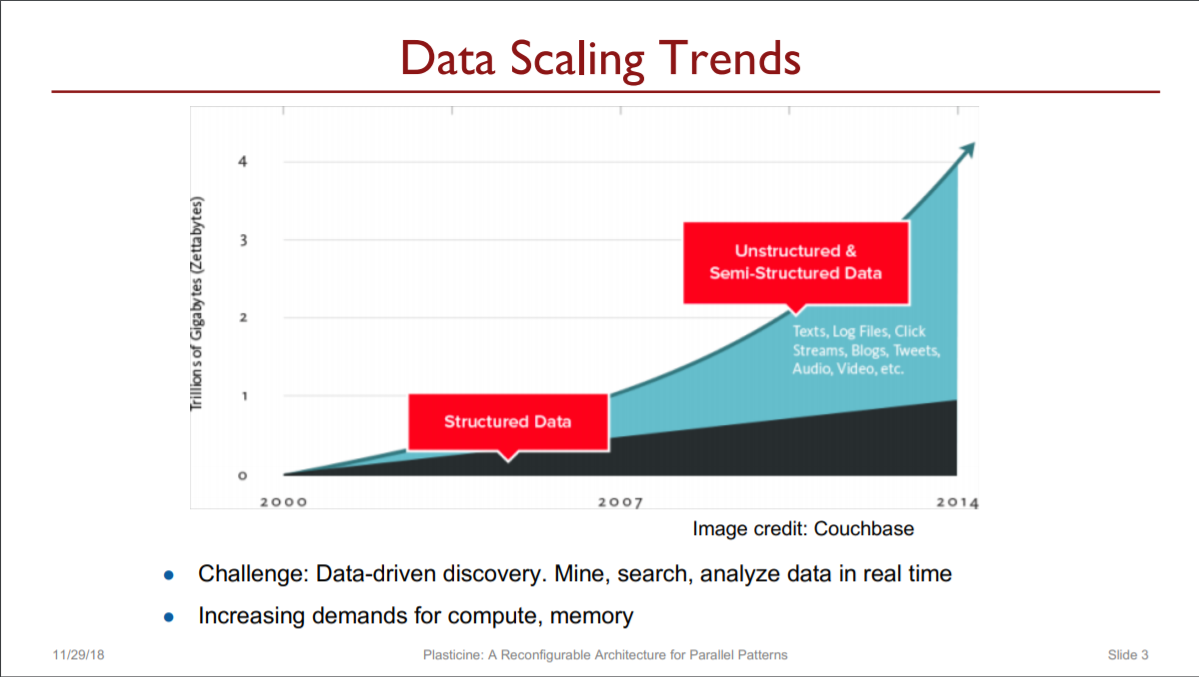 Data Scaling Trends
Trillions of Gigabytes (Zettabytes)
4
3
2
1
0
Unstructured &
Semi-Structured Data
Texts, Log Files, Click
Streams, Blogs, Tweets,
Audio, Video, etc.
Structured Data
2000 2007 2014
Image credit: Couchbase
● Challenge: Data-driven discovery. Mine, search, analyze data in real time
● Increasing demands for compute, memory
11/29/18 Plasticine: A Reconfigurable Architecture for Parallel Patterns Slide 3